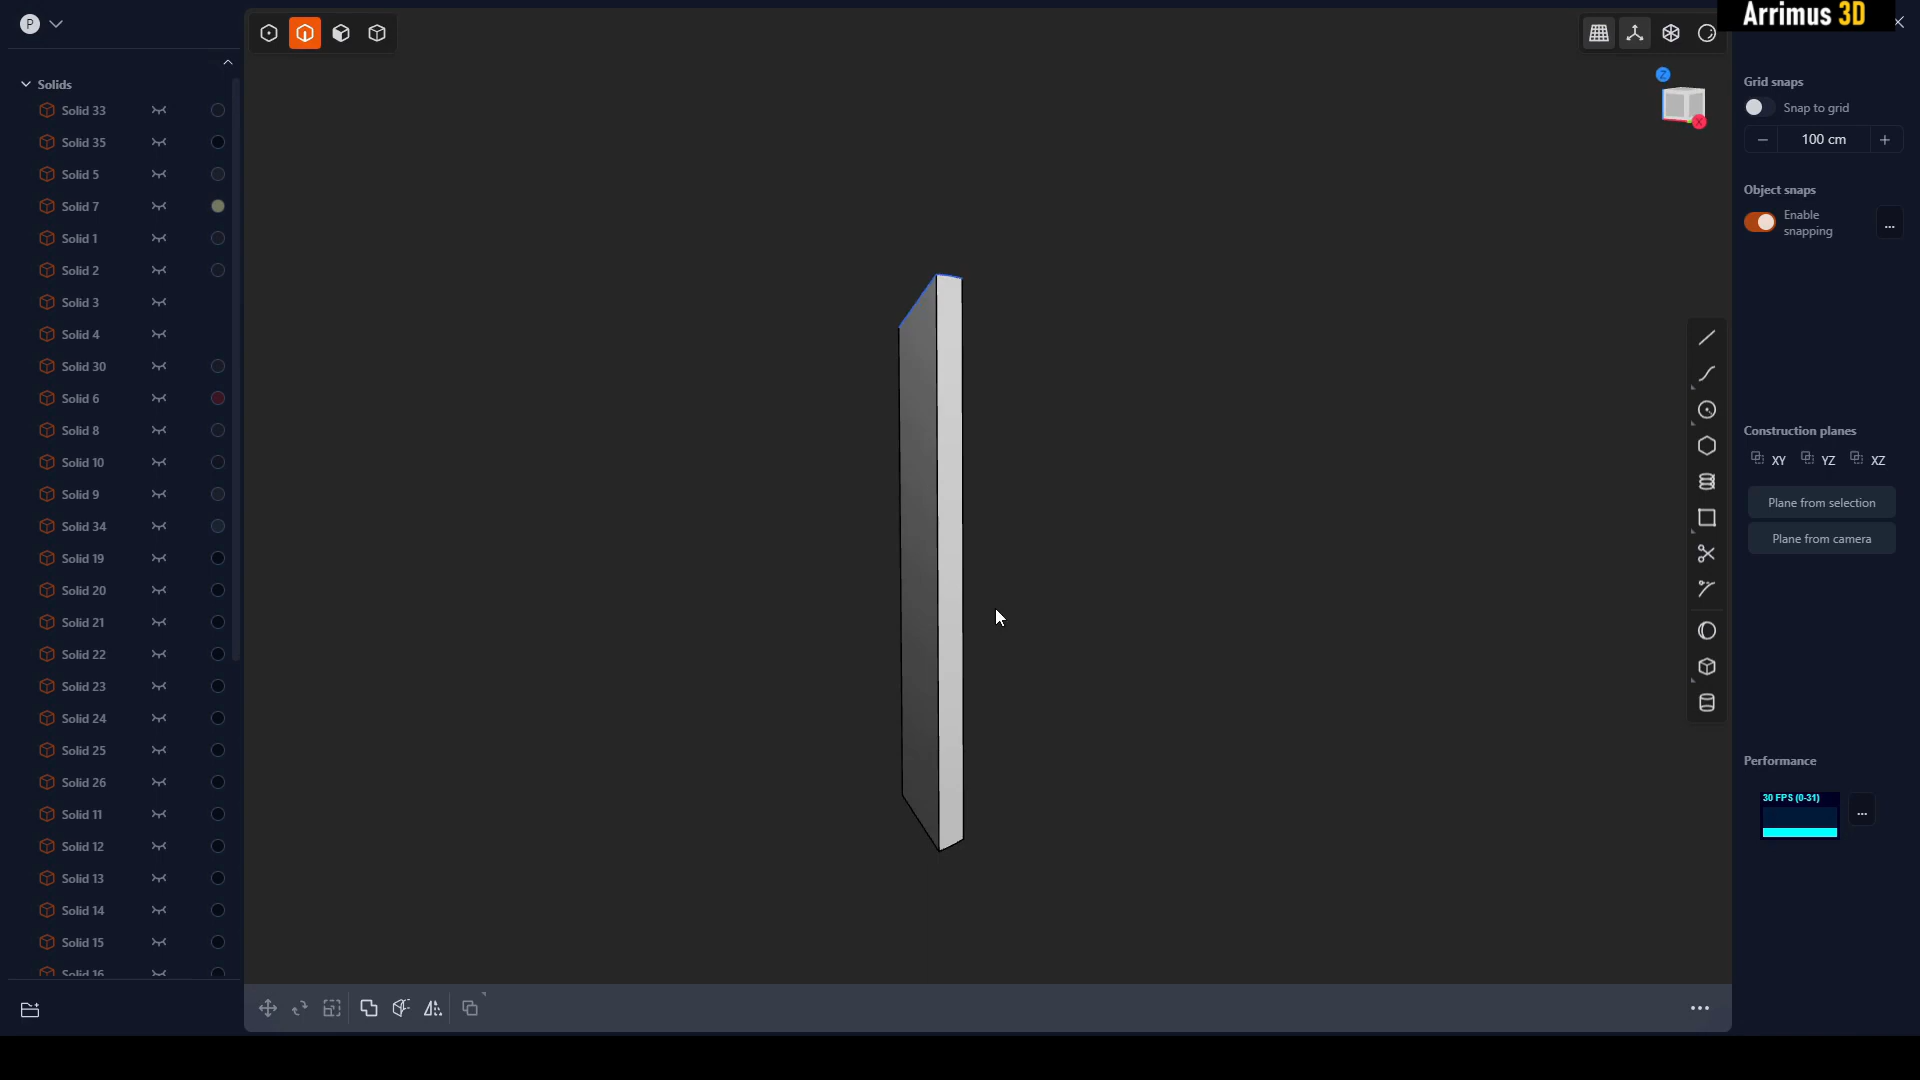 P
Arrimus 3D
Solids
Solid 33
Solid 35
Solid 5
Solid 7
Solid 1
Solid 2
Solid 3
Solid 4
Solid 30
Solid 6
Solid 8
Solid 10
Solid 9
Solid 34
Solid 19
Solid 20
Solid 21
Solid 22
Solid 23
Solid 24
Solid 25
Solid 26
Solid 11
Solid 12
Solid 13
Solid 14
Solid 15
Solid 16
Z
X
Grid snaps
Snap to grid
100 cm
Object snaps
Enable
snapping
...
Construction planes
XY YZ XZ
Plane from selection
Plane from camera
Performance
30 FPS (0-31)
...